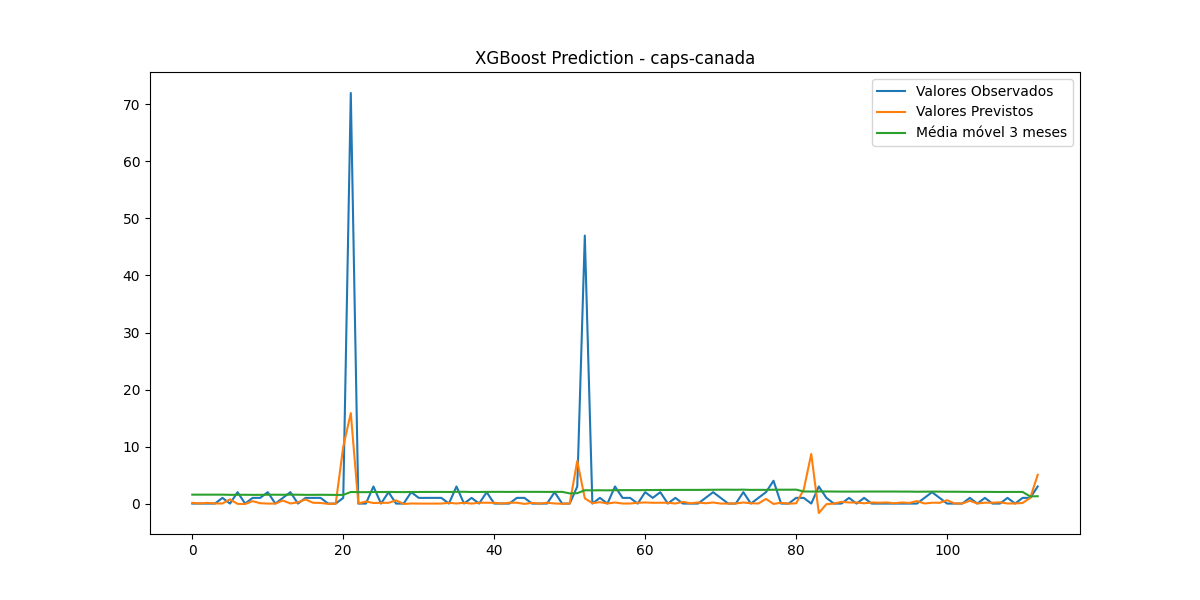 XGBoost Prediction - caps-canada
Valores Observados
Valores Previstos
Média móvel 3 meses
70
60
50
40
30
20
10
0
0 20 40 60 80 100